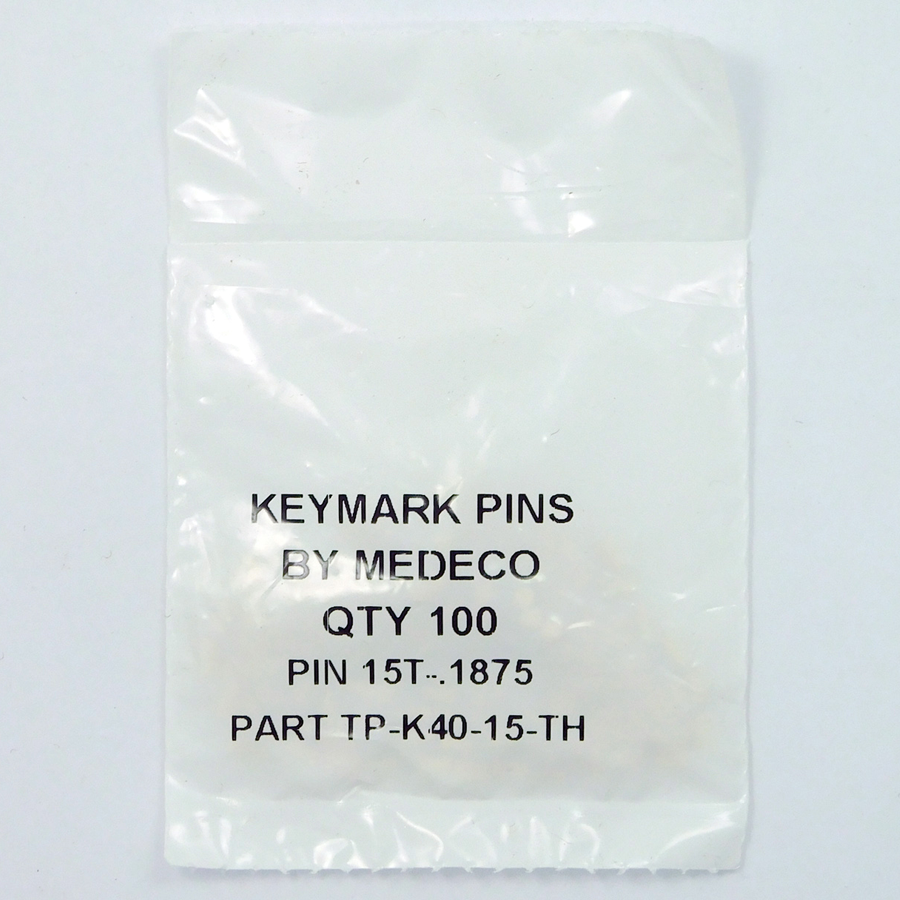 KEYMARK PINS
BY MEDECO
QTY 100
PIN 15T-.1875
PART TP-K40-15-TH